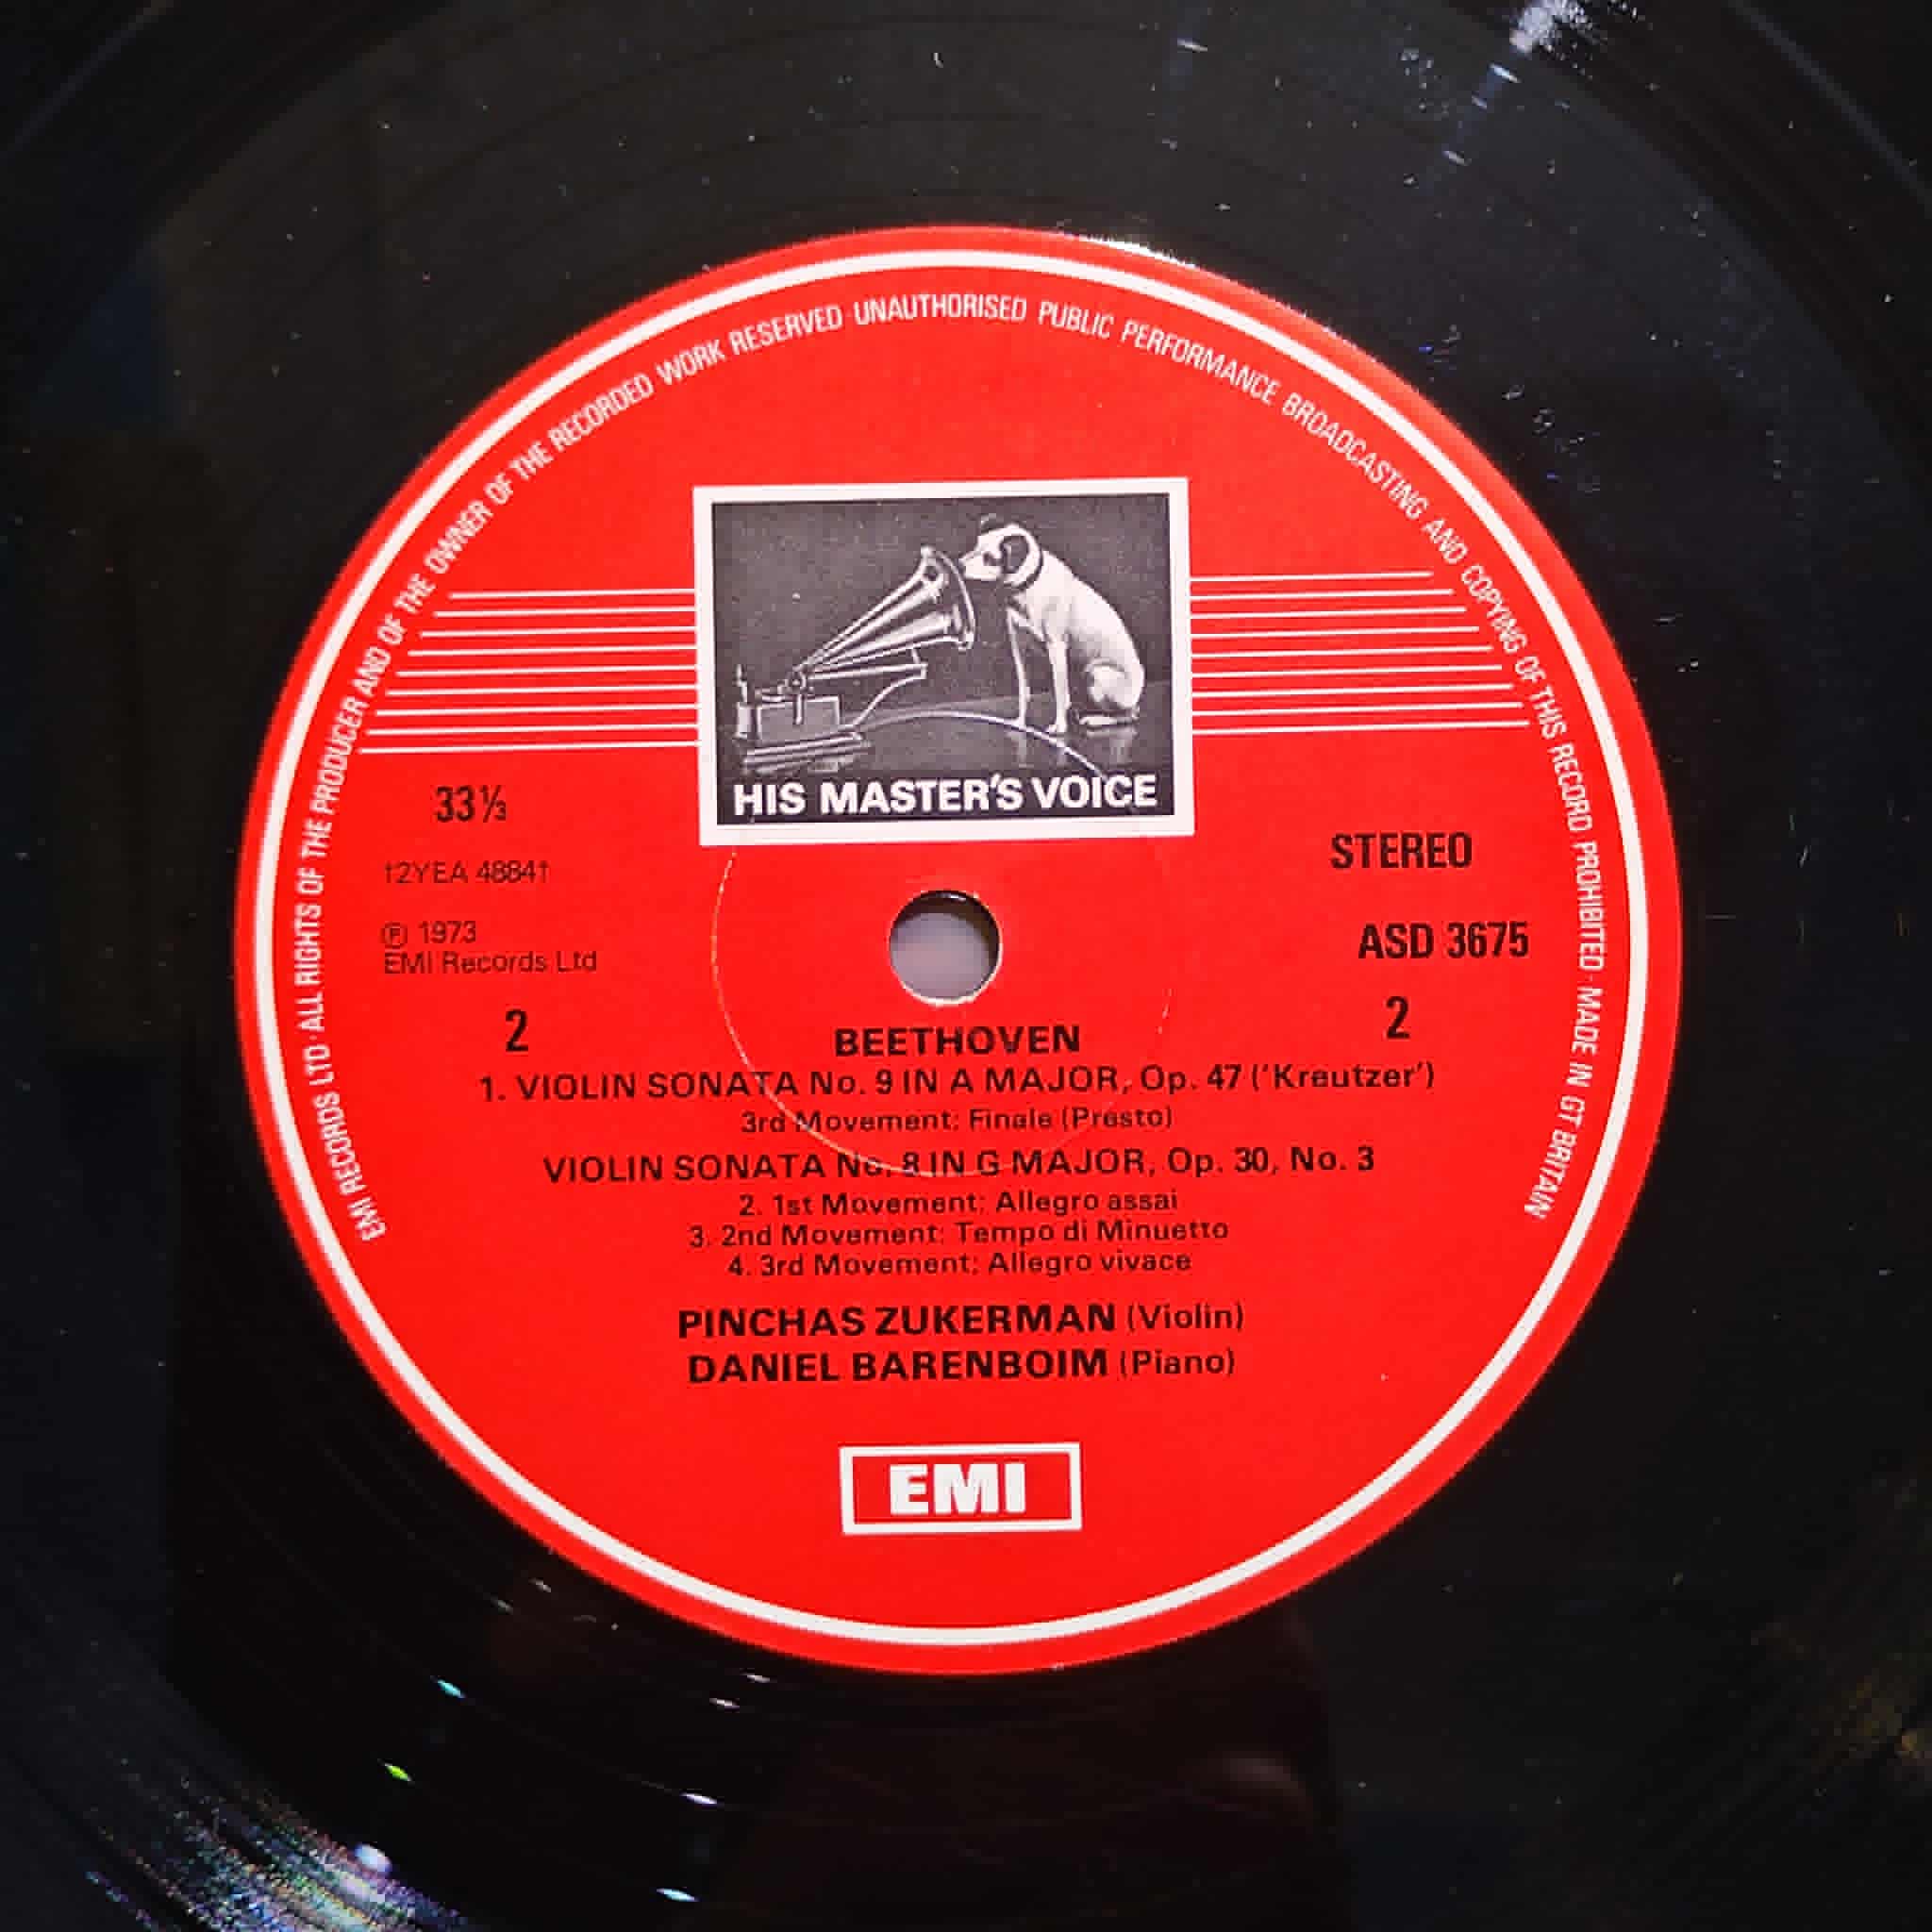 EMI RECORDS LTD · ALL RIGHTS OF THE PRODUCER AND OF THE OWNER OF THE RECORDED WORK RESERVED · UNAUTHORISED PUBLIC PERFORMANCE BROADCASTING AND COPYING OF THIS RECORD PROHIBITED · MADE IN GT BRITAIN
HIS MASTER'S VOICE
33⅓
STEREO
12YEA 4884†
ASD 3675
℗ 1973
EMI Records Ltd
2
2
BEETHOVEN
1. VIOLIN SONATA No. 9 IN A MAJOR, Op. 47 ('Kreutzer')
3rd Movement: Finale (Presto)
VIOLIN SONATA No. 8 IN G MAJOR, Op. 30, No. 3
2. 1st Movement: Allegro assai
3. 2nd Movement: Tempo di Minuetto
4. 3rd Movement: Allegro vivace
PINCHAS ZUKERMAN (Violin)
DANIEL BARENBOIM (Piano)
EMI